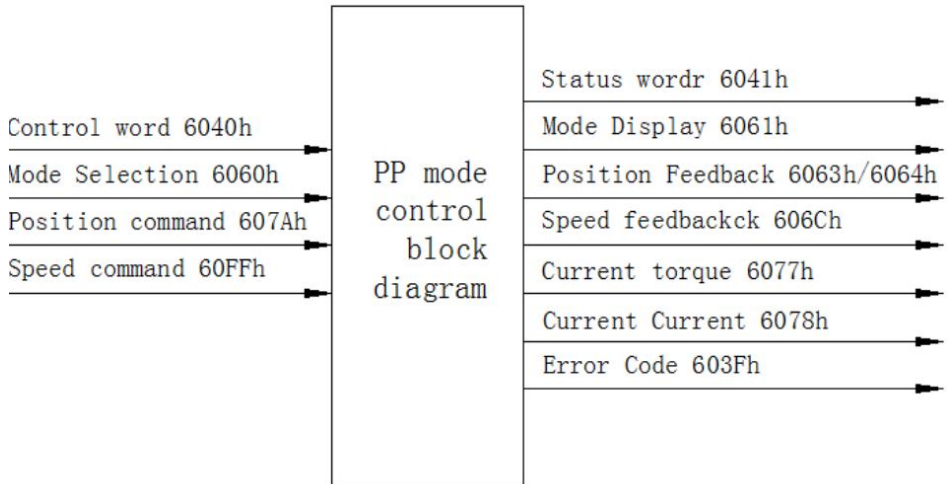 Control word 6040h
Mode Selection 6060h
Position command 607Ah
Speed command 60FFh
PP mode
control
block
diagram
Status wordr 6041h
Mode Display 6061h
Position Feedback 6063h/6064h
Speed feedbackck 606Ch
Current torque 6077h
Current Current 6078h
Error Code 603Fh